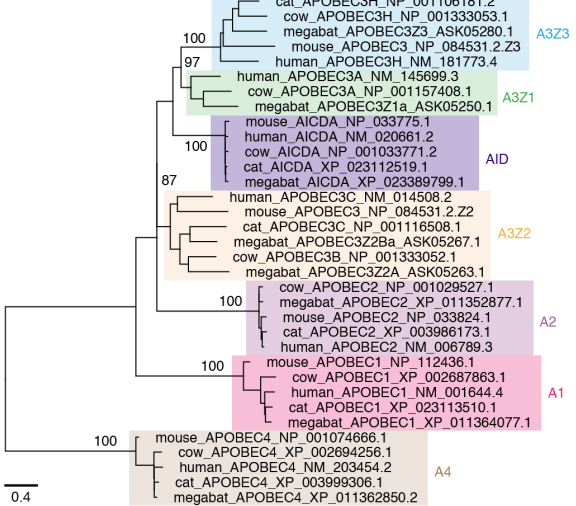 cat_APOBEC3H_NP_001106181.2
cow_APOBEC3H_NP_001333053.1
megabat_APOBEC3Z3_ASK05280.1
mouse_APOBEC3_NP_084531.2.Z3
human_APOBEC3H_NM_181773.4
A3Z3
100
97
human_APOBEC3A_NM_145699.3
cow_APOBEC3A_NP_001157408.1
megabat_APOBEC3Z1a_ASK05250.1
A3Z1
mouse_AICDA_NP_033775.1
human_AICDA_NM_020661.2
cow_AICDA_NP_001033771.2
cat_AICDA_XP_023112519.1
megabat_AICDA_XP_023389799.1
100
AID
87
human_APOBEC3C_NM_014508.2
mouse_APOBEC3_NP_084531.2.Z2
cat_APOBEC3C_NP_001116508.1
megabat_APOBEC3Z2Ba_ASK05267.1
cow_APOBEC3B_NP_001333052.1
megabat_APOBEC3Z2A_ASK05263.1
A3Z2
cow_APOBEC2_NP_001029527.1
megabat_APOBEC2_XP_011352877.1
mouse_APOBEC2_NP_033824.1
cat_APOBEC2_XP_003986173.1
human_APOBEC2_NM_006789.3
100
A2
mouse_APOBEC1_NP_112436.1
cow_APOBEC1_XP_002687863.1
human_APOBEC1_NM_001644.4
cat_APOBEC1_XP_023113510.1
megabat_APOBEC1_XP_011364077.1
100
A1
mouse_APOBEC4_NP_001074666.1
cow_APOBEC4_XP_002694256.1
human_APOBEC4_NM_203454.2
cat_APOBEC4_XP_003999306.1
megabat_APOBEC4_XP_011362850.2
100
A4
0.4